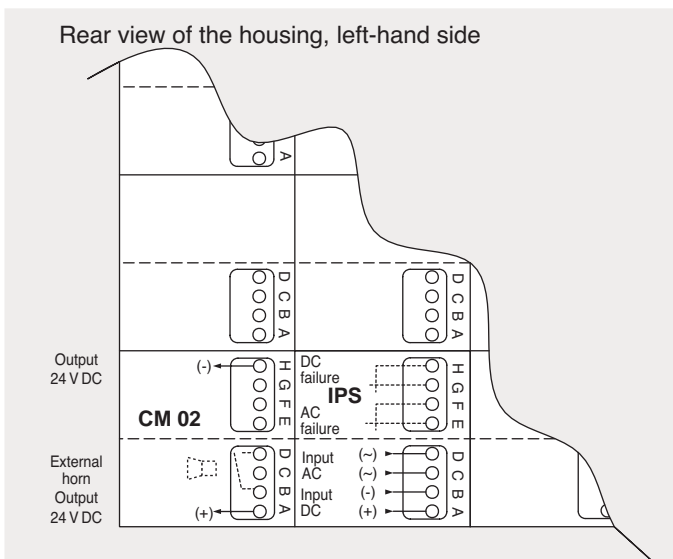 Rear view of the housing, left-hand side
A
D
C
B
A
D
C
B
A
Output
24 V DC
(-)
H
G
F
E
CM 02
DC
failure
IPS
AC
failure
H
G
F
E
External
horn
Output
24 V DC
(+)
D
C
B
A
Input
AC
Input
DC
(~)
(~)
(-)
(+)
D
C
B
A